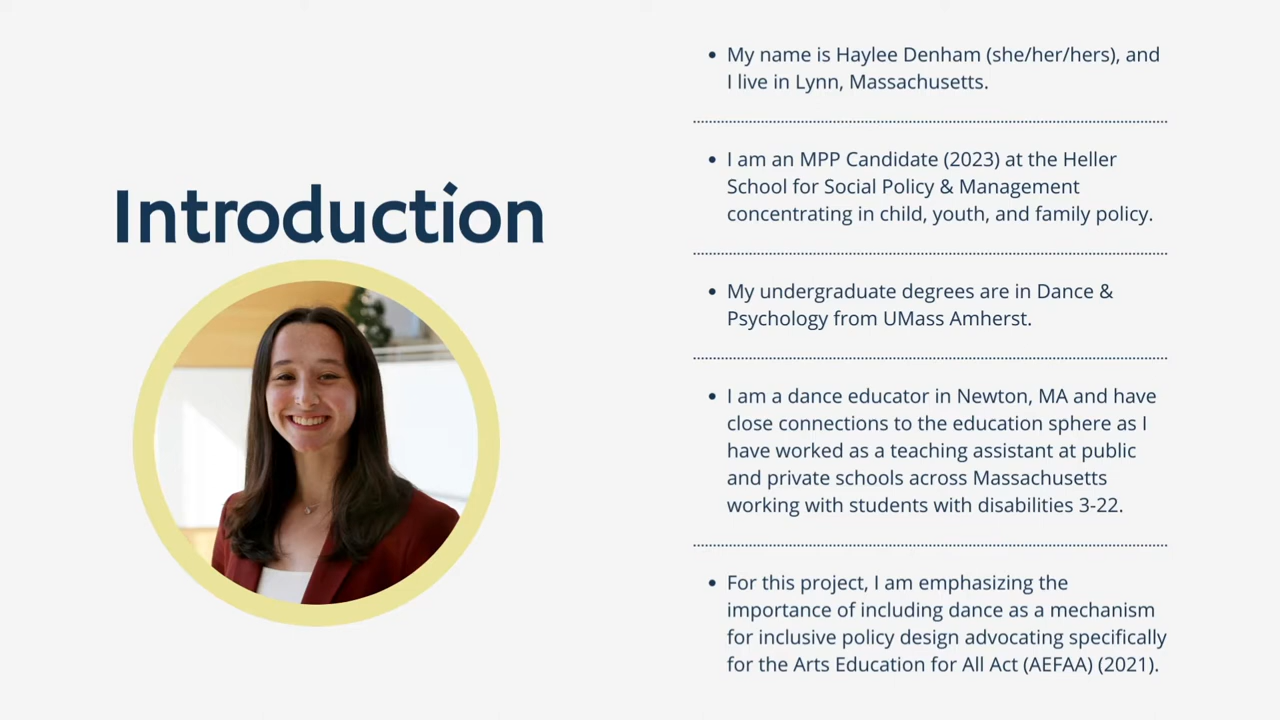 Introduction
• My name is Haylee Denham (she/her/hers), and
I live in Lynn, Massachusetts.
• I am an MPP Candidate (2023) at the Heller
School for Social Policy & Management
concentrating in child, youth, and family policy.
• My undergraduate degrees are in Dance &
Psychology from UMass Amherst.
• I am a dance educator in Newton, MA and have
close connections to the education sphere as I
have worked as a teaching assistant at public
and private schools across Massachusetts
working with students with disabilities 3-22.
• For this project, I am emphasizing the
importance of including dance as a mechanism
for inclusive policy design advocating specifically
for the Arts Education for All Act (AEFAA) (2021).